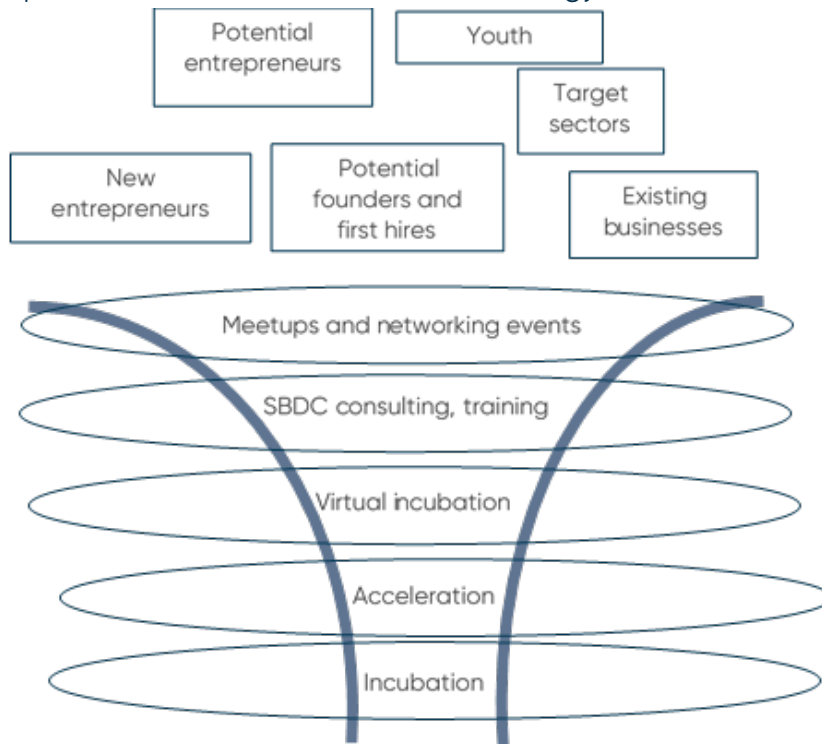 Potential
entrepreneurs
Youth
Target
sectors
New
entrepreneurs
Potential
founders and
first hires
Existing
businesses
Meetups and networking events
SBDC consulting, training
Virtual incubation
Acceleration
Incubation